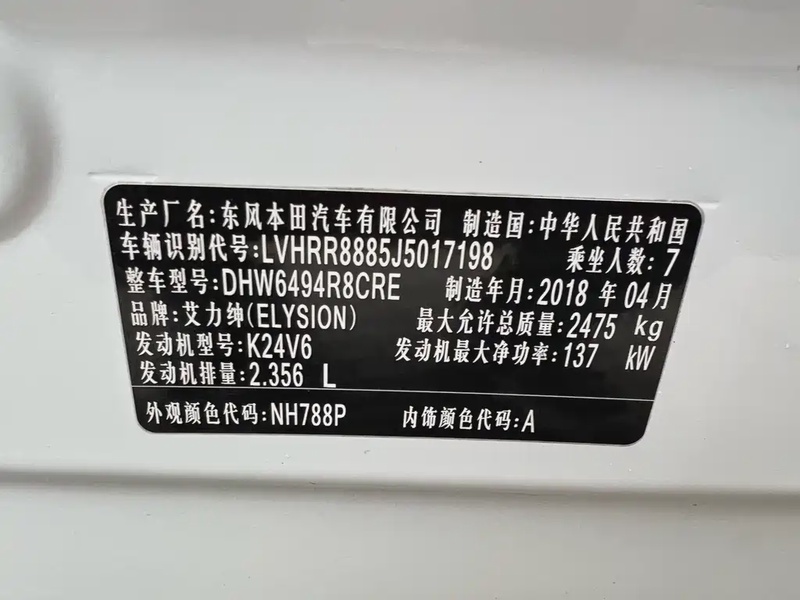 生产厂名:东风本田汽车有限公司 制造国:中华人民共和国
车辆识别代号:LVHRR8885J5017198 乘坐人数:7
整车型号:DHW6494R8CRE 制造年月:2018 年 04月
品牌:艾力绅(ELYSION) 最大允许总质量:2475 kg
发动机型号:K24V6 发动机最大净功率:137 kW
发动机排量:2.356 L
外观颜色代码:NH788P 内饰颜色代码:A